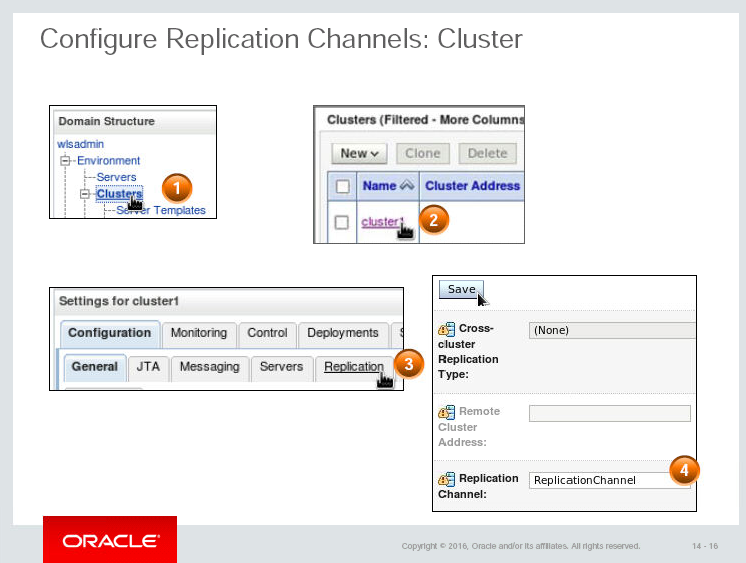 Configure Replication Channels: Cluster
Domain Structure
wlsadmin
Environment
Servers
Clusters
Server Templates
1
Clusters (Filtered - More Columns
New Clone Delete
Name Cluster Address
cluster1
2
Settings for cluster1
Configuration Monitoring Control Deployments
General JTA Messaging Servers Replication
3
Save
Cross-
cluster
Replication
Type:
(None)
Remote
Cluster
Address:
Replication
Channel:
ReplicationChannel
4
ORACLE
Copyright © 2016, Oracle and/or its affiliates. All rights reserved.
14 - 16